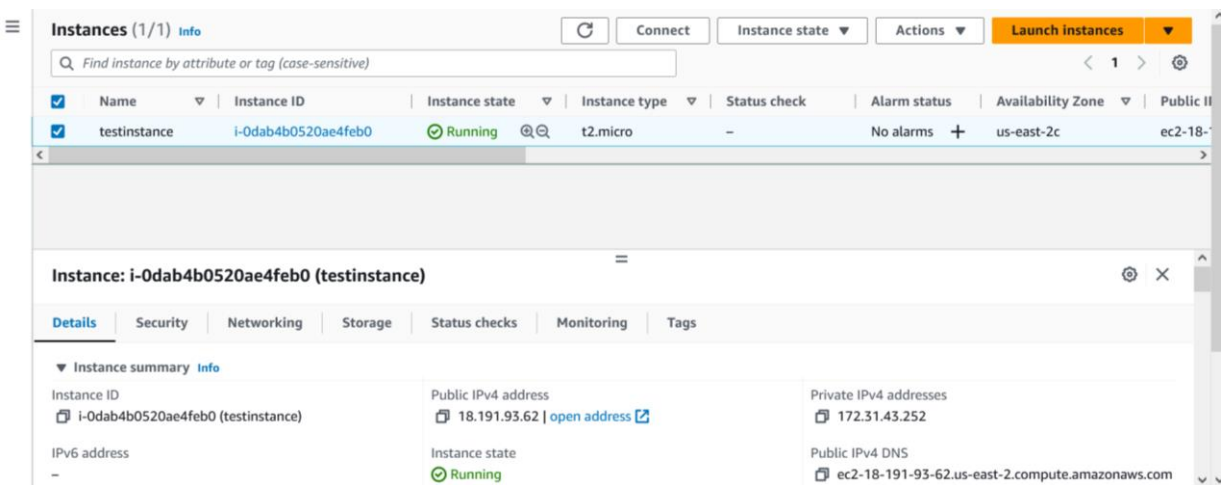 Instances (1/1) Info
Connect
Instance state
Actions
Launch instances
Find instance by attribute or tag (case-sensitive)
1
Name
Instance ID
Instance state
Instance type
Status check
Alarm status
Availability Zone
Public
testinstance
i-0dab4b0520ae4feb0
Running
t2.micro
–
No alarms
us-east-2c
ec2-18-
Instance: i-0dab4b0520ae4feb0 (testinstance)
Details
Security
Networking
Storage
Status checks
Monitoring
Tags
Instance summary Info
Instance ID
i-0dab4b0520ae4feb0 (testinstance)
Public IPv4 address
18.191.93.62 | open address
Private IPv4 addresses
172.31.43.252
IPv6 address
–
Instance state
Running
Public IPv4 DNS
ec2-18-191-93-62.us-east-2.compute.amazonaws.com